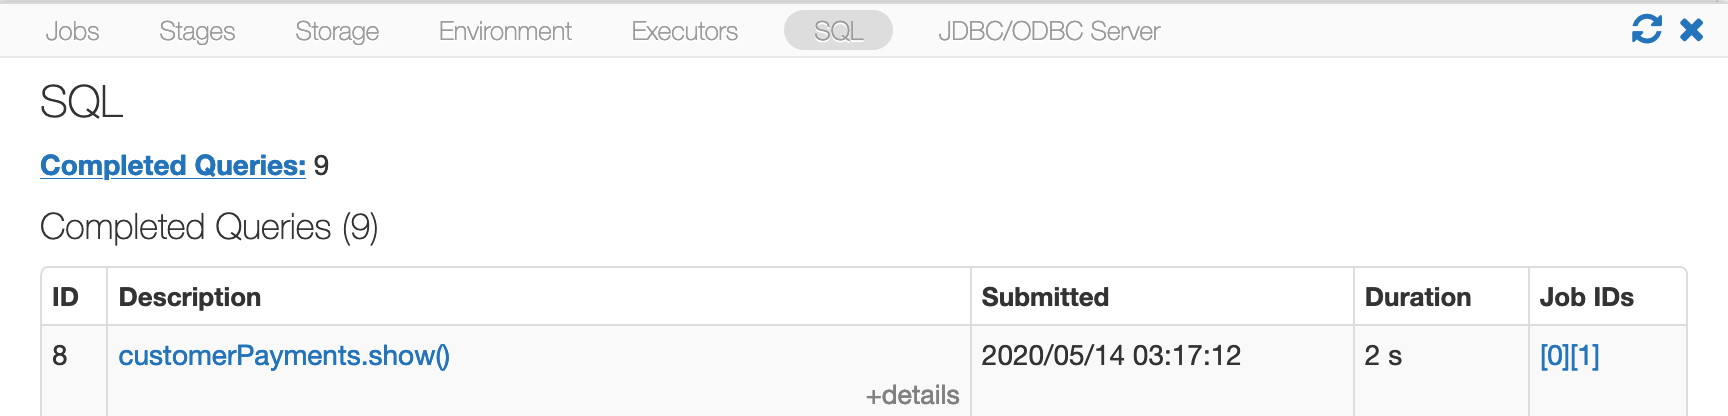 Jobs Stages Storage Environment Executors SQL JDBC/ODBC Server
SQL
Completed Queries: 9
Completed Queries (9)
ID Description Submitted Duration Job IDs
8 customerPayments.show() 2020/05/14 03:17:12 2 s [0][1]
+details